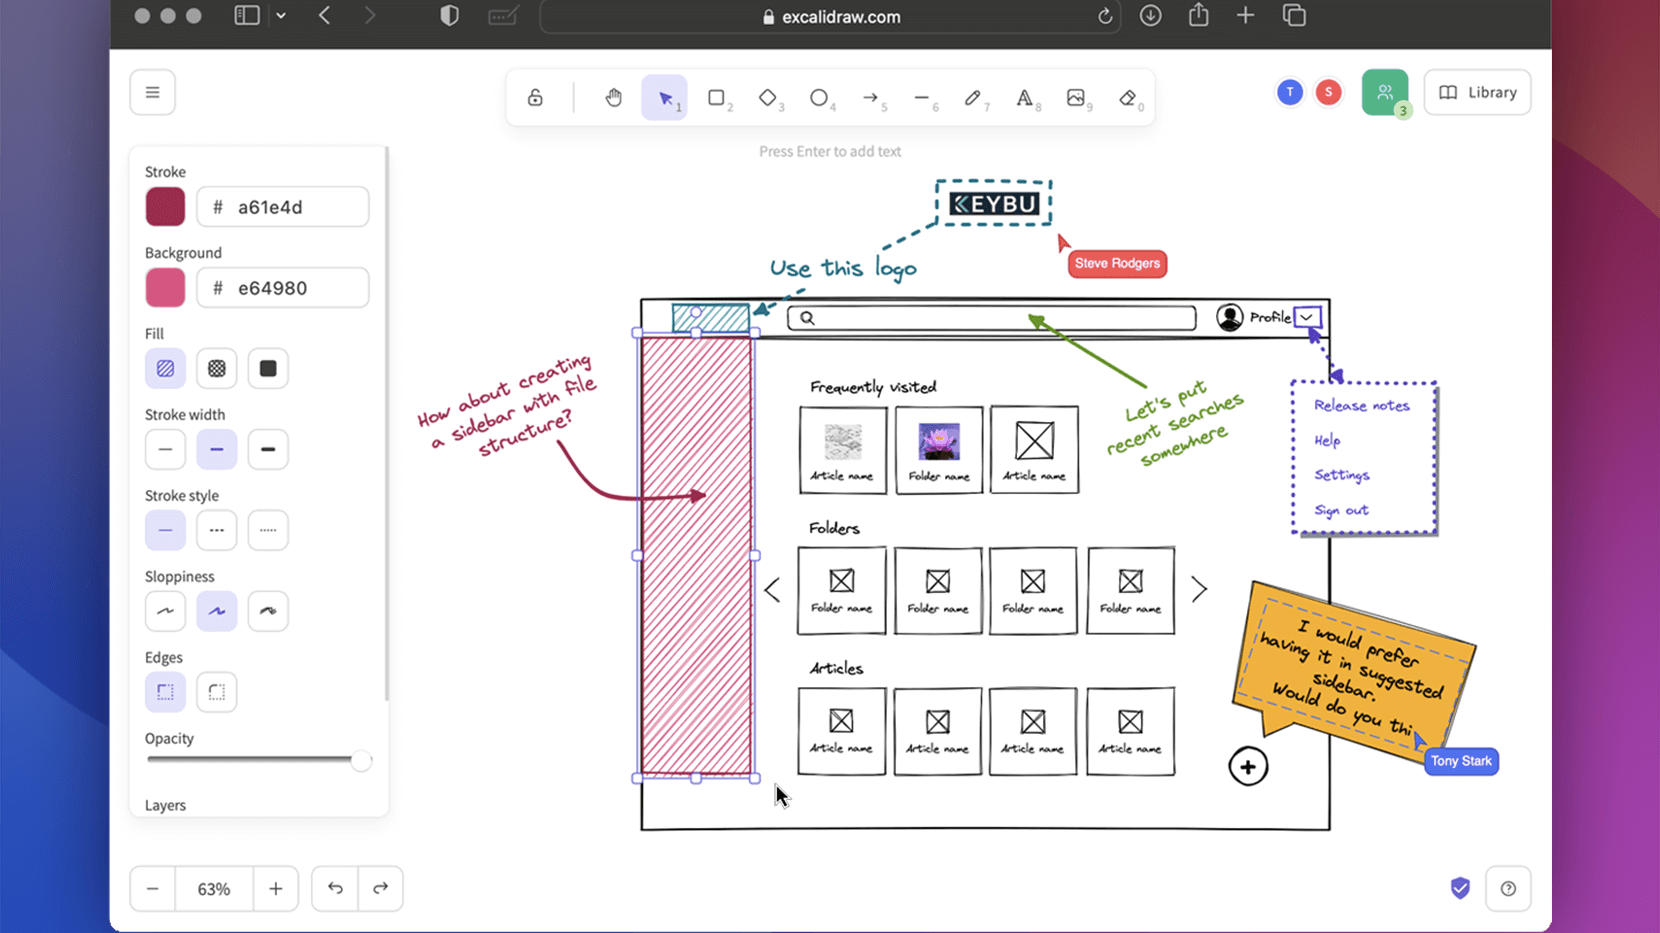 excalidraw.com
1
2
3
4
5
6
7
8
9
0
T
S
3
Library
Press Enter to add text
Stroke
# a61e4d
Background
# e64980
Fill
Stroke width
Stroke style
Sloppiness
Edges
Opacity
Layers
63%
KEYBU
Steve Rodgers
Use this logo
Profile
How about creating
a sidebar with file
structure?
Let's put
recent searches
somewhere
Frequently visited
Article name
Folder name
Article name
Release notes
Help
Settings
Sign out
Folders
Folder name
Folder name
Folder name
Folder name
I would prefer
having it in suggested
sidebar.
Would do you thi
Tony Stark
Articles
Article name
Article name
Article name
Article name